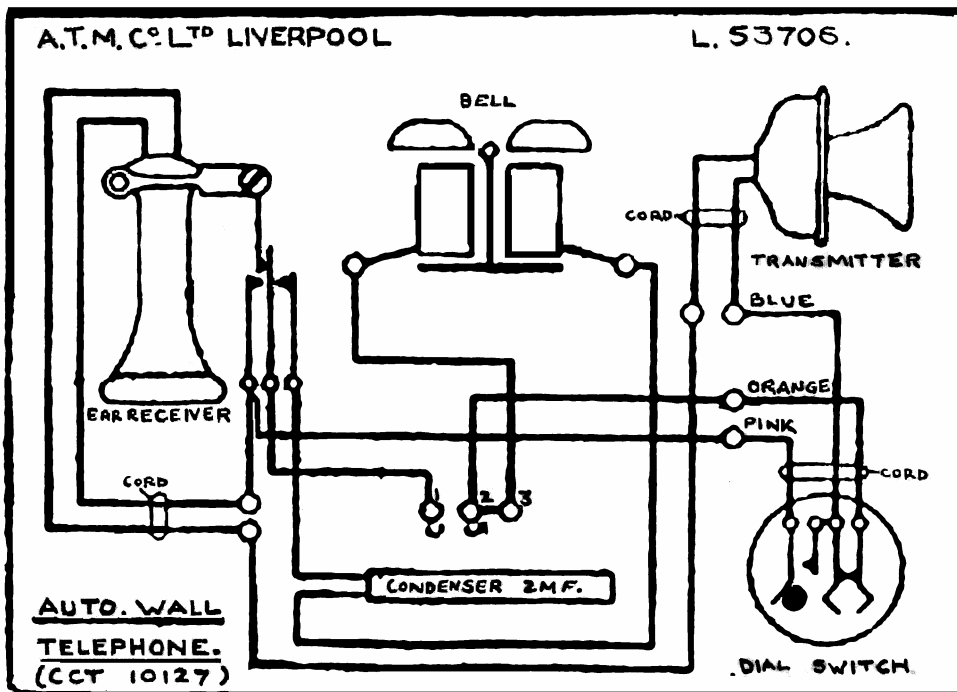 A.T.M. Cº. LTD LIVERPOOL
L. 53706.
BELL
CORD
TRANSMITTER
BLUE
ORANGE
EAR RECEIVER
PINK
CORD
CORD
1 2 3
CONDENSER 2MF.
AUTO. WALL
TELEPHONE.
(CCT 10127)
DIAL SWITCH